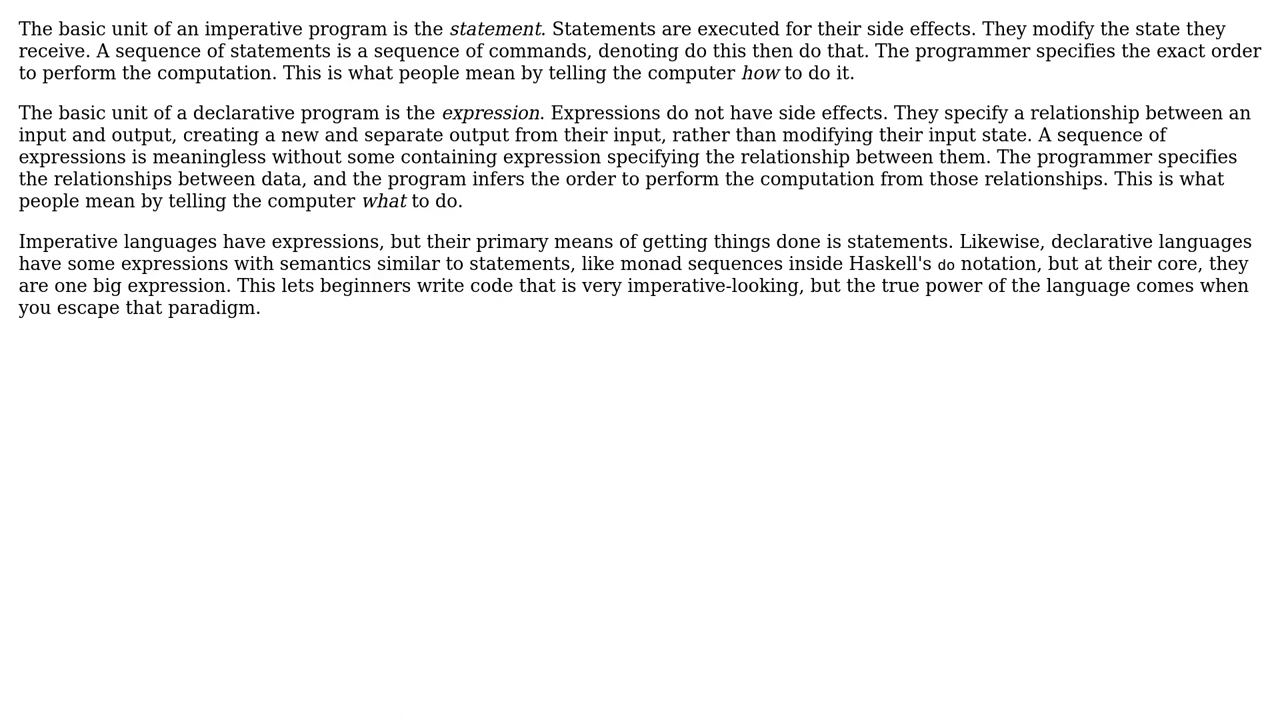 The basic unit of an imperative program is the statement. Statements are executed for their side effects. They modify the state they
receive. A sequence of statements is a sequence of commands, denoting do this then do that. The programmer specifies the exact order
to perform the computation. This is what people mean by telling the computer how to do it.
The basic unit of a declarative program is the expression. Expressions do not have side effects. They specify a relationship between an
input and output, creating a new and separate output from their input, rather than modifying their input state. A sequence of
expressions is meaningless without some containing expression specifying the relationship between them. The programmer specifies
the relationships between data, and the program infers the order to perform the computation from those relationships. This is what
people mean by telling the computer what to do.
Imperative languages have expressions, but their primary means of getting things done is statements. Likewise, declarative languages
have some expressions with semantics similar to statements, like monad sequences inside Haskell's do notation, but at their core, they
are one big expression. This lets beginners write code that is very imperative-looking, but the true power of the language comes when
you escape that paradigm.